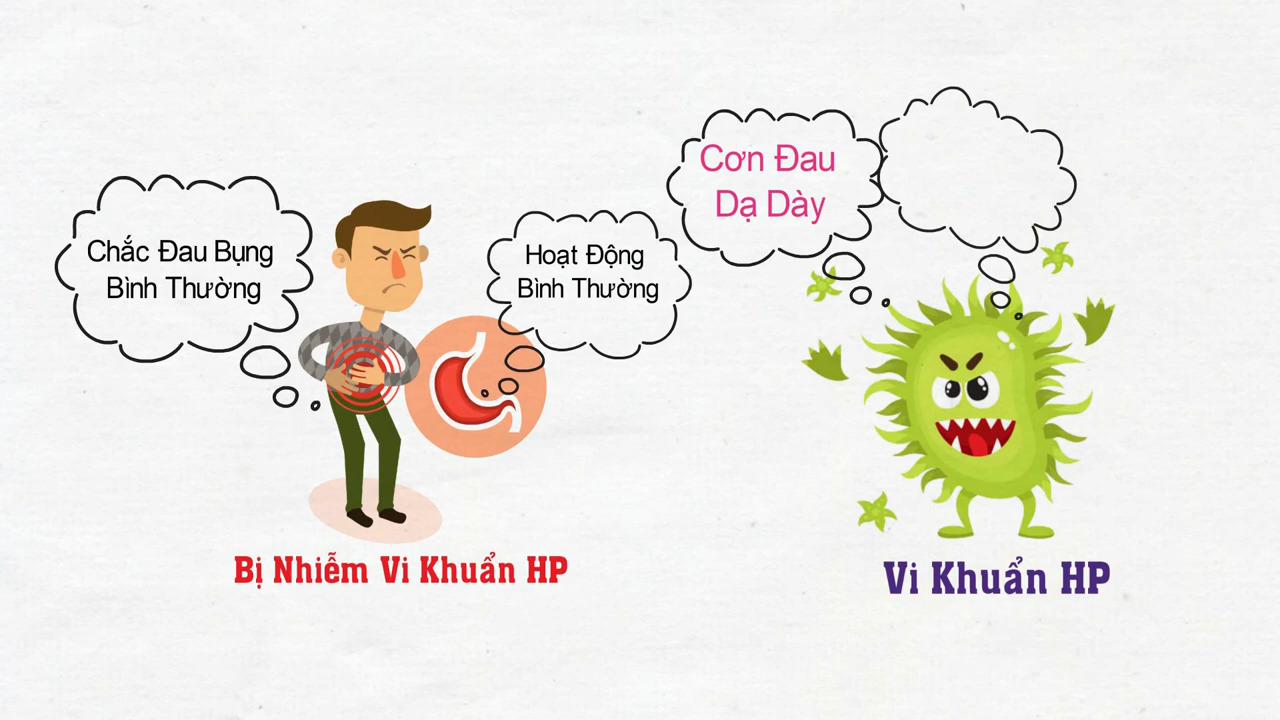 Chắc Đau Bụng
Bình Thường
Hoạt Động
Bình Thường
Cơn Đau
Dạ Dày
Bị Nhiễm Vi Khuẩn HP
Vi Khuẩn HP